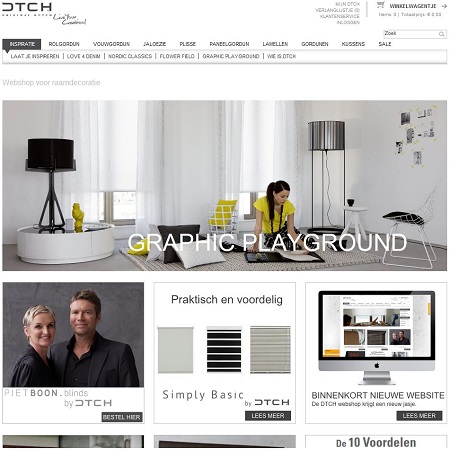 DTCH
ORIGINAL DUTCH
MIJN DTCH
VERLANGLIJSTJE (0)
KLANTENSERVICE
INLOGGEN
WINKELWAGENTJE
Items: 0 | Totaalprijs: € 0,00
Zoek
INSPIRATIE ROLGORDIJN VOUWGORDIJN JALOEZIE PLISSE PANEELGORDIJN LAMELLEN GORDIJNEN KUSSENS SALE
LAAT JE INSPIREREN | LOVE 4 DENIM | NORDIC CLASSICS | FLOWER FIELD | GRAPHIC PLAYGROUND | WE IS DTCH
Webshop voor raamdecoratie
GRAPHIC PLAYGROUND
PIET BOON.blinds
by DTCH
BESTEL HIER
Praktisch en voordelig
Simply Basic
by DTCH
LEES MEER
BINNENKORT NIEUWE WEBSITE
De DTCH webshop krijgt een nieuw jasje.
LEES MEER
De 10 Voordelen